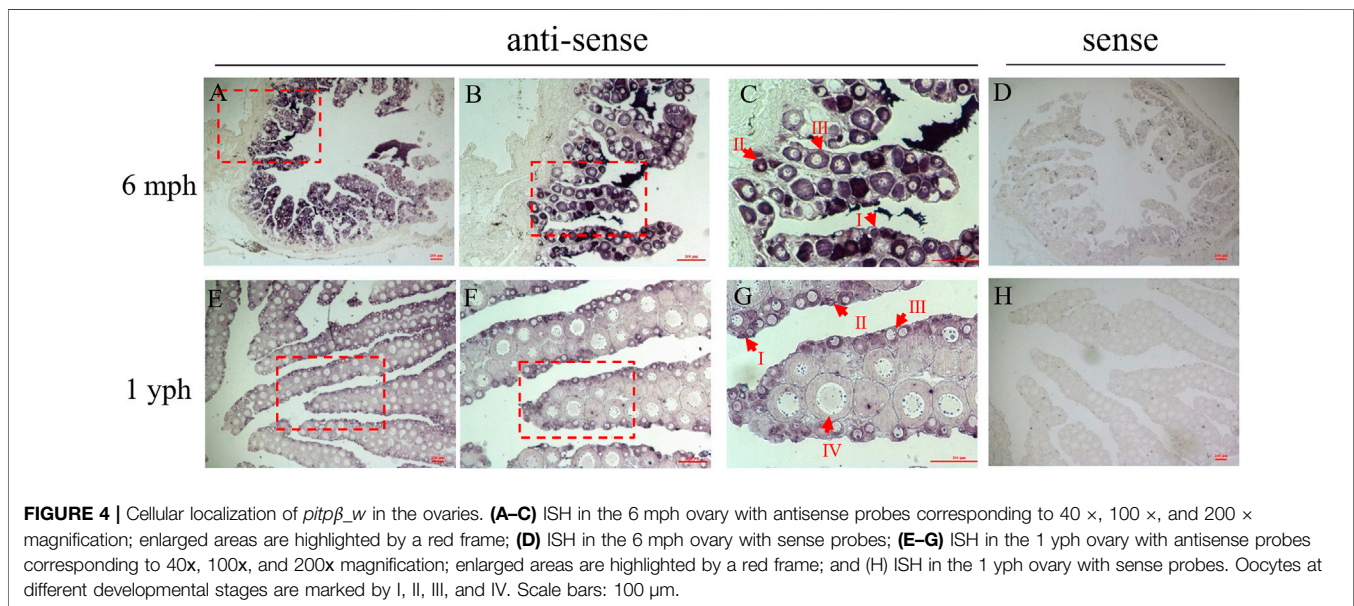 anti-sense sense
A B C D
6 mph
II III I
E F G H
1 yph
I II III IV
FIGURE 4 | Cellular localization of pitpβ_w in the ovaries. (A–C) ISH in the 6 mph ovary with antisense probes corresponding to 40 ×, 100 ×, and 200 ×
magnification; enlarged areas are highlighted by a red frame; (D) ISH in the 6 mph ovary with sense probes; (E–G) ISH in the 1 yph ovary with antisense probes
corresponding to 40x, 100x, and 200x magnification; enlarged areas are highlighted by a red frame; and (H) ISH in the 1 yph ovary with sense probes. Oocytes at
different developmental stages are marked by I, II, III, and IV. Scale bars: 100 μm.